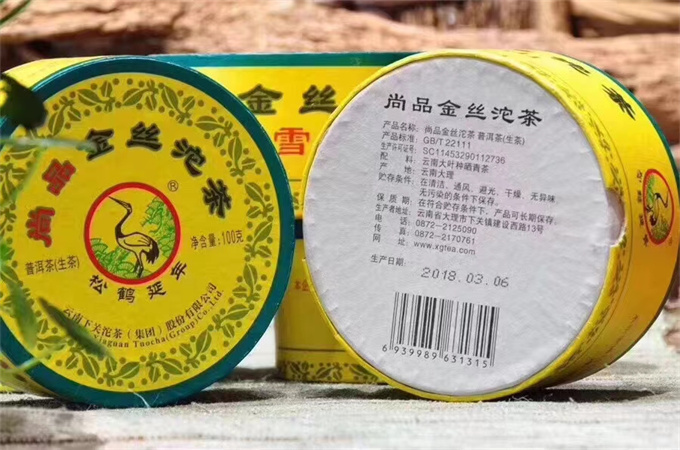 尚品金丝沱茶
®
净含量:100克
普洱茶(生茶)
松鹤延年
云南下关沱茶(集团)股份有限公司
Xiaguan Tuocha(Group)Co.Ltd.
金丝
雪
尚品金丝沱茶
产品名称:尚品金丝沱茶 普洱茶(生茶)
产品标准号:GB/T 22111
生产许可证号:SC11453290112736
配 料:云南大叶种晒青茶
产 地:云南大理
贮存条件:在清洁、通风、避光、干燥、无异味
无污染的条件下保存。
保 质 期:在符合贮存条件下,产品可长期保存。
生产者地址:云南省大理市下关镇建设西路13号
电 话:0872-2125090
传 真:0872-2170761
网 址:www.xgtea.com
生产日期:
2018.03.06
6 939989 631315